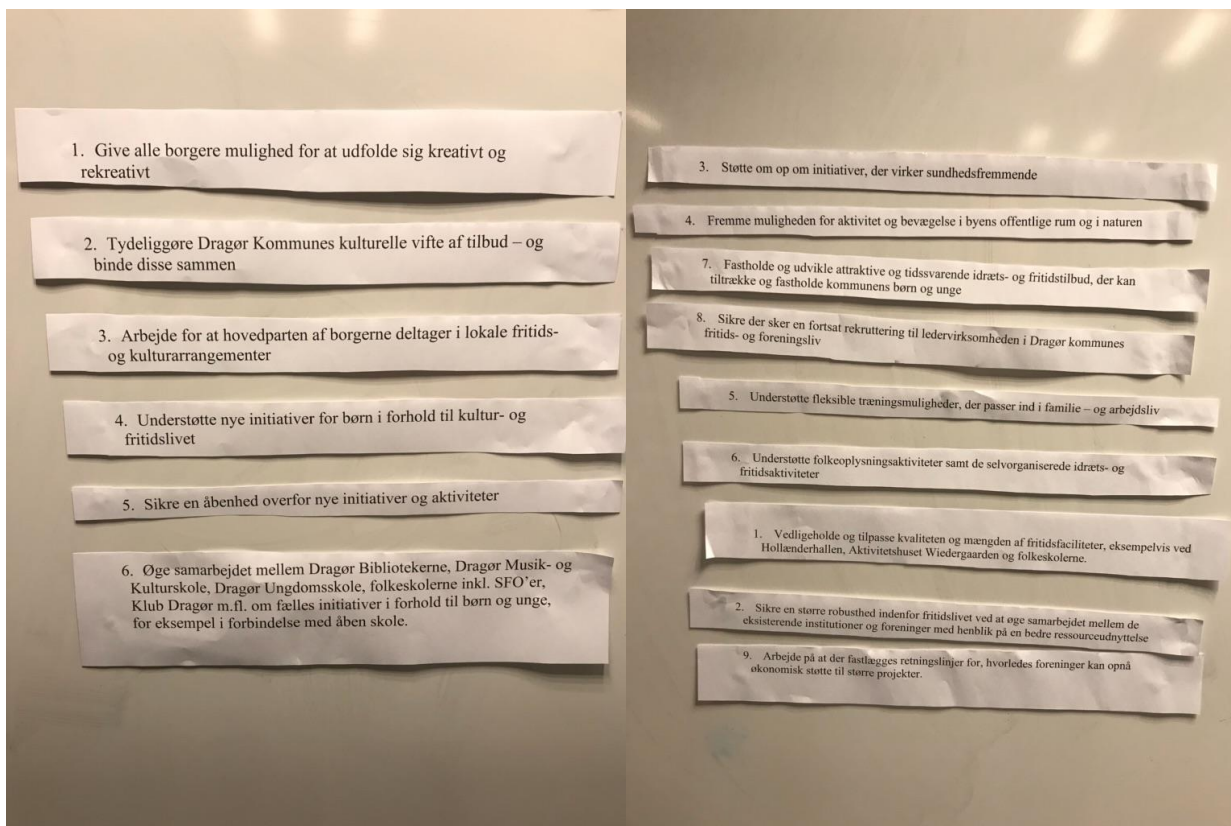 1. Give alle borgere mulighed for at udfolde sig kreativt og
rekreativt
2. Tydeliggøre Dragør Kommunes kulturelle vifte af tilbud – og
binde disse sammen
3. Arbejde for at hovedparten af borgerne deltager i lokale fritids-
og kulturarrangementer
4. Understøtte nye initiativer for børn i forhold til kultur- og
fritidslivet
5. Sikre en åbenhed overfor nye initiativer og aktiviteter
6. Øge samarbejdet mellem Dragør Bibliotekerne, Dragør Musik- og
Kulturskole, Dragør Ungdomsskole, folkeskolerne inkl. SFO’er,
Klub Dragør m.fl. om fælles initiativer i forhold til børn og unge,
for eksempel i forbindelse med åben skole.
3. Støtte om op om initiativer, der virker sundhedsfremmende
4. Fremme muligheden for aktivitet og bevægelse i byens offentlige rum og i naturen
7. Fastholde og udvikle attraktive og tidssvarende idræts- og fritidstilbud, der kan
tiltrække og fastholde kommunens børn og unge
8. Sikre der sker en fortsat rekruttering til ledervirksomheden i Dragør kommunes
fritids- og foreningsliv
5. Understøtte fleksible træningsmuligheder, der passer ind i familie – og arbejdsliv
6. Understøtte folkeoplysningsaktiviteter samt de selvorganiserede idræts- og
fritidsaktiviteter
1. Vedligeholde og tilpasse kvaliteten og mængden af fritidsfaciliteter, eksempelvis ved
Hollænderhallen, Aktivitetshuset Wiedergaarden og folkeskolerne.
2. Sikre en større robusthed indenfor fritidslivet ved at øge samarbejdet mellem de
eksisterende institutioner og foreninger med henblik på en bedre ressourceudnyttelse
9. Arbejde på at der fastlægges retningslinjer for, hvorledes foreninger kan opnå
økonomisk støtte til større projekter.